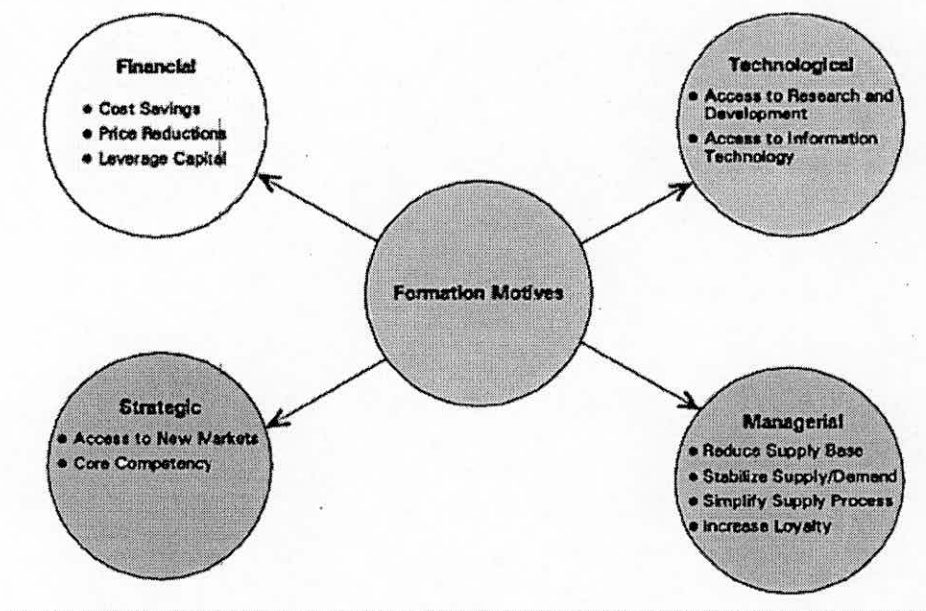 Financial
• Cost Savings
• Price Reductions
• Leverage Capital
Technological
• Access to Research and
Development
• Access to Information
Technology
Formation Motives
Strategic
• Access to New Markets
• Core Competency
Managerial
• Reduce Supply Base
• Stabilize Supply/Demand
• Simplify Supply Process
• Increase Loyalty